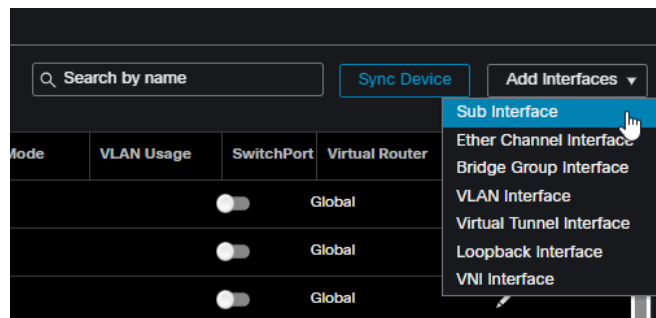 Search by name
Sync Device
Add Interfaces
Sub Interface
Ether Channel Interface
Bridge Group Interface
VLAN Interface
Virtual Tunnel Interface
Loopback Interface
VNI Interface
Mode VLAN Usage SwitchPort Virtual Router
Global
Global
Global